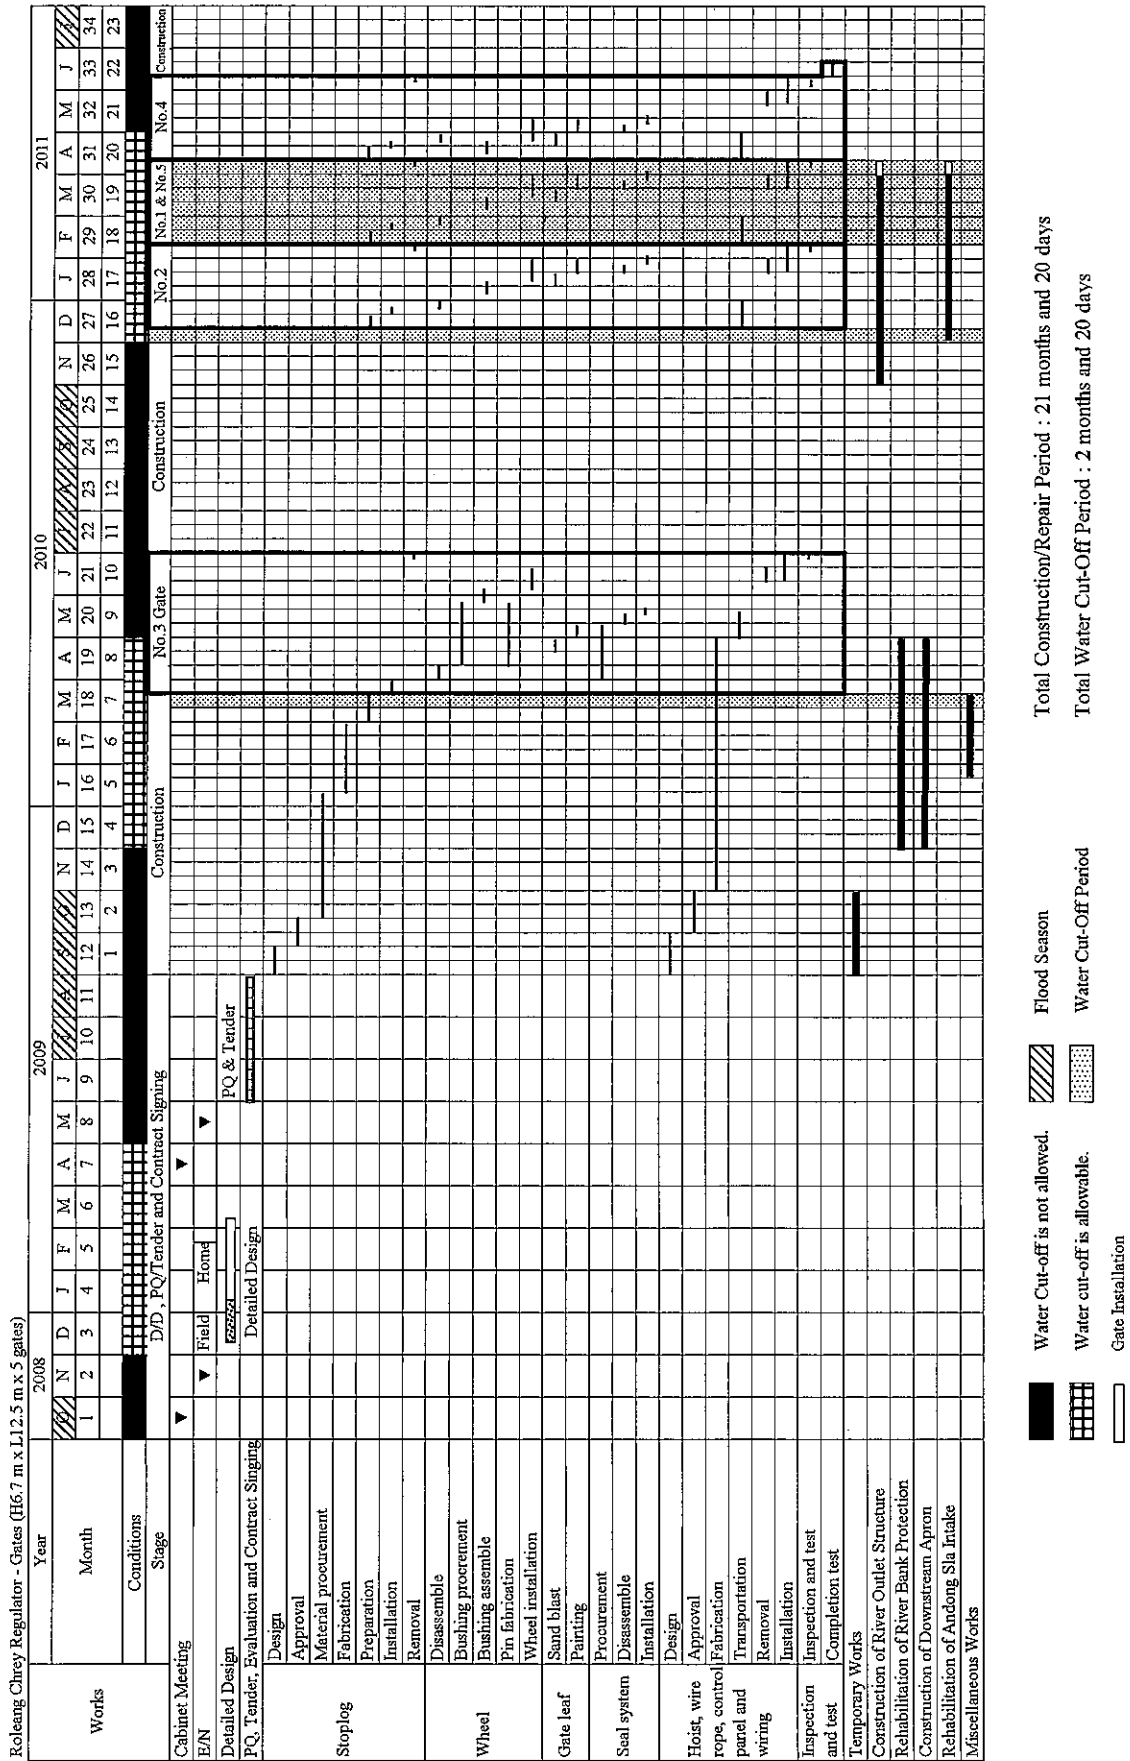 Roleang Chrey Regulator - Gates (H6.7 m x L12.5 m x 5 gates)
Works
Year
2008
2009
2010
2011
Month
N D J F M A M J
N D J F M A M J
N D J F M A M J
1 2 3 4 5 6 7 8 9 10 11 12 13 14 15 16 17 18 19 20 21 22 23 24 25 26 27 28 29 30 31 32 33 34
1 2 3 4 5 6 7 8 9 10 11 12 13 14 15 16 17 18 19 20 21 22 23
Conditions
Stage
D/D , PQ/Tender and Contract Signing
Construction
No.3 Gate
Construction
No.2
No.1 & No.5
No.4
Construction
Cabinet Meeting
E/N
Field
Home
Detailed Design
PQ & Tender
PQ, Tender, Evaluation and Contract Singing
Detailed Design
Stoplog
Design
Approval
Material procurement
Fabrication
Preparation
Installation
Removal
Wheel
Disassemble
Bushing procrement
Bushing assemble
Pin fabrication
Wheel installation
Gate leaf
Sand blast
Painting
Seal system
Procurement
Disassemble
Installation
Hoist, wire
rope, control
panel and
wiring
Design
Approval
Fabrication
Transportation
Removal
Installation
Inspection
and test
Inspection and test
Completion test
Temporary Works
Construction of River Outlet Structure
Rehabilitation of River Bank Protection
Construction of Downstream Apron
Rehabilitation of Andong Sla Intake
Miscellaneous Works
Water Cut-off is not allowed.
Water cut-off is allowable.
Gate Installation
Flood Season
Water Cut-Off Period
Total Construction/Repair Period : 21 months and 20 days
Total Water Cut-Off Period : 2 months and 20 days